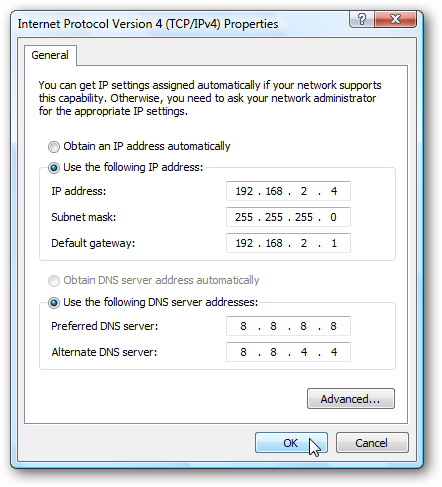 Internet Protocol Version 4 (TCP/IPv4) Properties
General
You can get IP settings assigned automatically if your network supports
this capability. Otherwise, you need to ask your network administrator
for the appropriate IP settings.
Obtain an IP address automatically
Use the following IP address:
IP address: 192 . 168 . 2 . 4
Subnet mask: 255 . 255 . 255 . 0
Default gateway: 192 . 168 . 2 . 1
Obtain DNS server address automatically
Use the following DNS server addresses:
Preferred DNS server: 8 . 8 . 8 . 8
Alternate DNS server: 8 . 8 . 4 . 4
Advanced...
OK Cancel